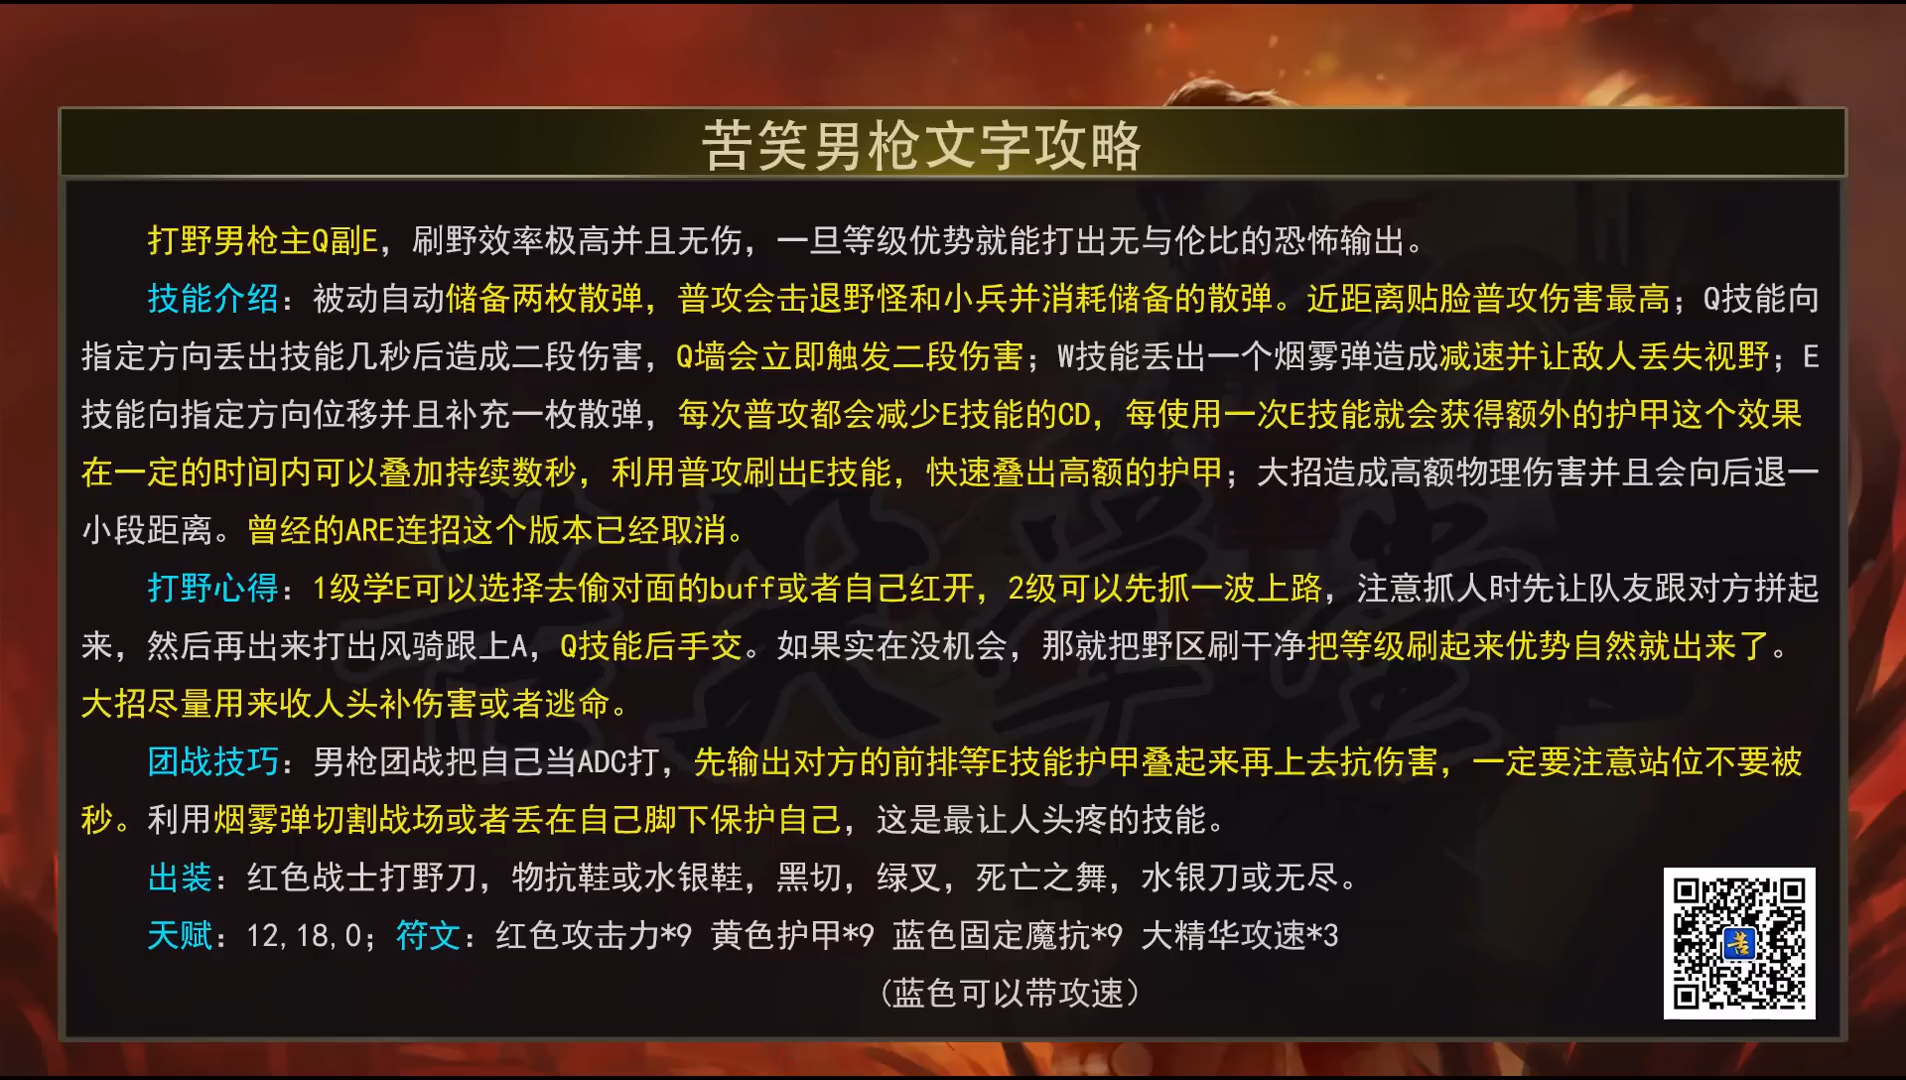 苦笑男枪文字攻略
打野男枪主Q副E，刷野效率极高并且无伤，一旦等级优势就能打出无与伦比的恐怖输出。
技能介绍：被动自动储备两枚散弹，普攻会击退野怪和小兵并消耗储备的散弹。近距离贴脸普攻伤害最高；Q技能向
指定方向丢出技能几秒后造成二段伤害，Q墙会立即触发二段伤害；W技能丢出一个烟雾弹造成减速并让敌人丢失视野；E
技能向指定方向位移并且补充一枚散弹，每次普攻都会减少E技能的CD，每使用一次E技能就会获得额外的护甲这个效果
在一定的时间内可以叠加持续数秒，利用普攻刷出E技能，快速叠出高额的护甲；大招造成高额物理伤害并且会向后退一
小段距离。曾经的ARE连招这个版本已经取消。
打野心得：1级学E可以选择去偷对面的buff或者自己红开，2级可以先抓一波上路，注意抓人时先让队友跟对方拼起
来，然后再出来打出风骑跟上A，Q技能后手交。如果实在没机会，那就把野区刷干净把等级刷起来优势自然就出来了。
大招尽量用来收人头补伤害或者逃命。
团战技巧：男枪团战把自己当ADC打，先输出对方的前排等E技能护甲叠起来再上去抗伤害，一定要注意站位不要被
秒。利用烟雾弹切割战场或者丢在自己脚下保护自己，这是最让人头疼的技能。
出装：红色战士打野刀，物抗鞋或水银鞋，黑切，绿叉，死亡之舞，水银刀或无尽。
天赋：12,18,0；符文：红色攻击力*9 黄色护甲*9 蓝色固定魔抗*9 大精华攻速*3
（蓝色可以带攻速）
苦
苦笑学堂